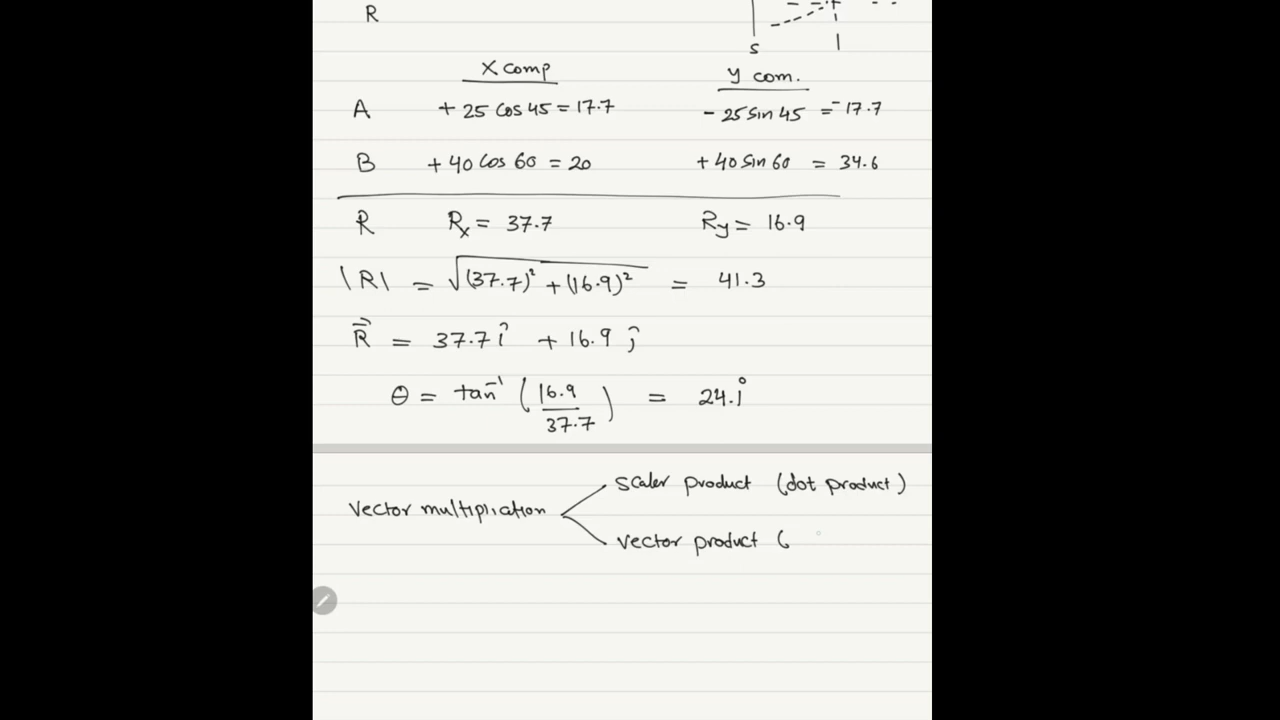 R
S
X comp Y com.
A + 25 cos 45 = 17.7 - 25 sin 45 = -17.7
B + 40 cos 60 = 20 + 40 sin 60 = 34.6
R Rx = 37.7 Ry = 16.9
|R| = √(37.7)² + (16.9)² = 41.3
R⃗ = 37.7 î + 16.9 ĵ
θ = tan⁻¹ (16.9/37.7) = 24.1°
scaler product (dot product)
Vector multipliation
vector product (